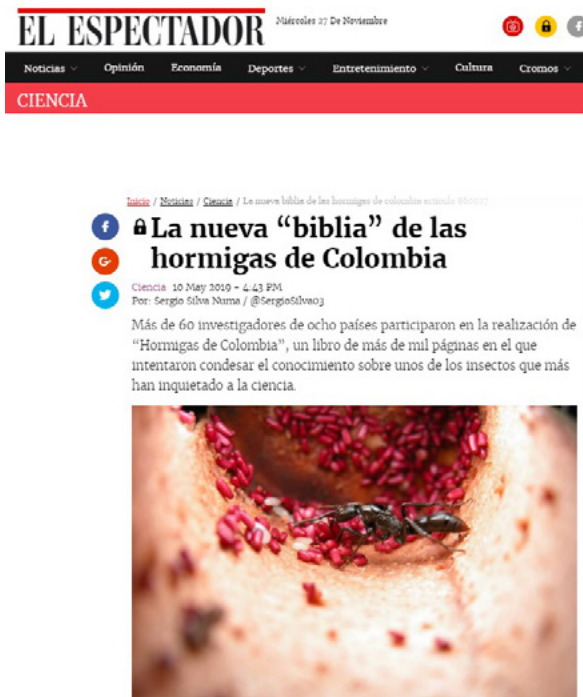 EL ESPECTADOR
Miércoles 27 De Noviembre
Noticias Opinión Economía Deportes Entretenimiento Cultura Cromos
CIENCIA
Inicio / Noticias / Ciencia / La nueva biblia de las hormigas de colombia articulo
La nueva “biblia” de las
hormigas de Colombia
Ciencia 10 May 2019 - 4:43 PM
Por: Sergio Silva Numa / @SergioSilva03
Más de 60 investigadores de ocho países participaron en la realización de
“Hormigas de Colombia”, un libro de más de mil páginas en el que
intentaron condesar el conocimiento sobre unos de los insectos que más
han inquietado a la ciencia.